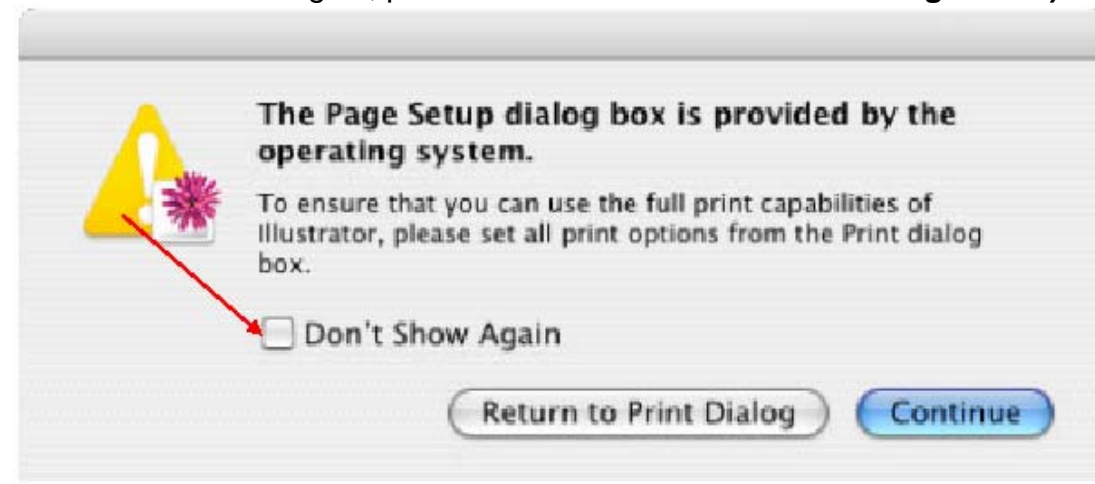 The Page Setup dialog box is provided by the
operating system.
To ensure that you can use the full print capabilities of
Illustrator, please set all print options from the Print dialog
box.
Don't Show Again
Return to Print Dialog
Continue